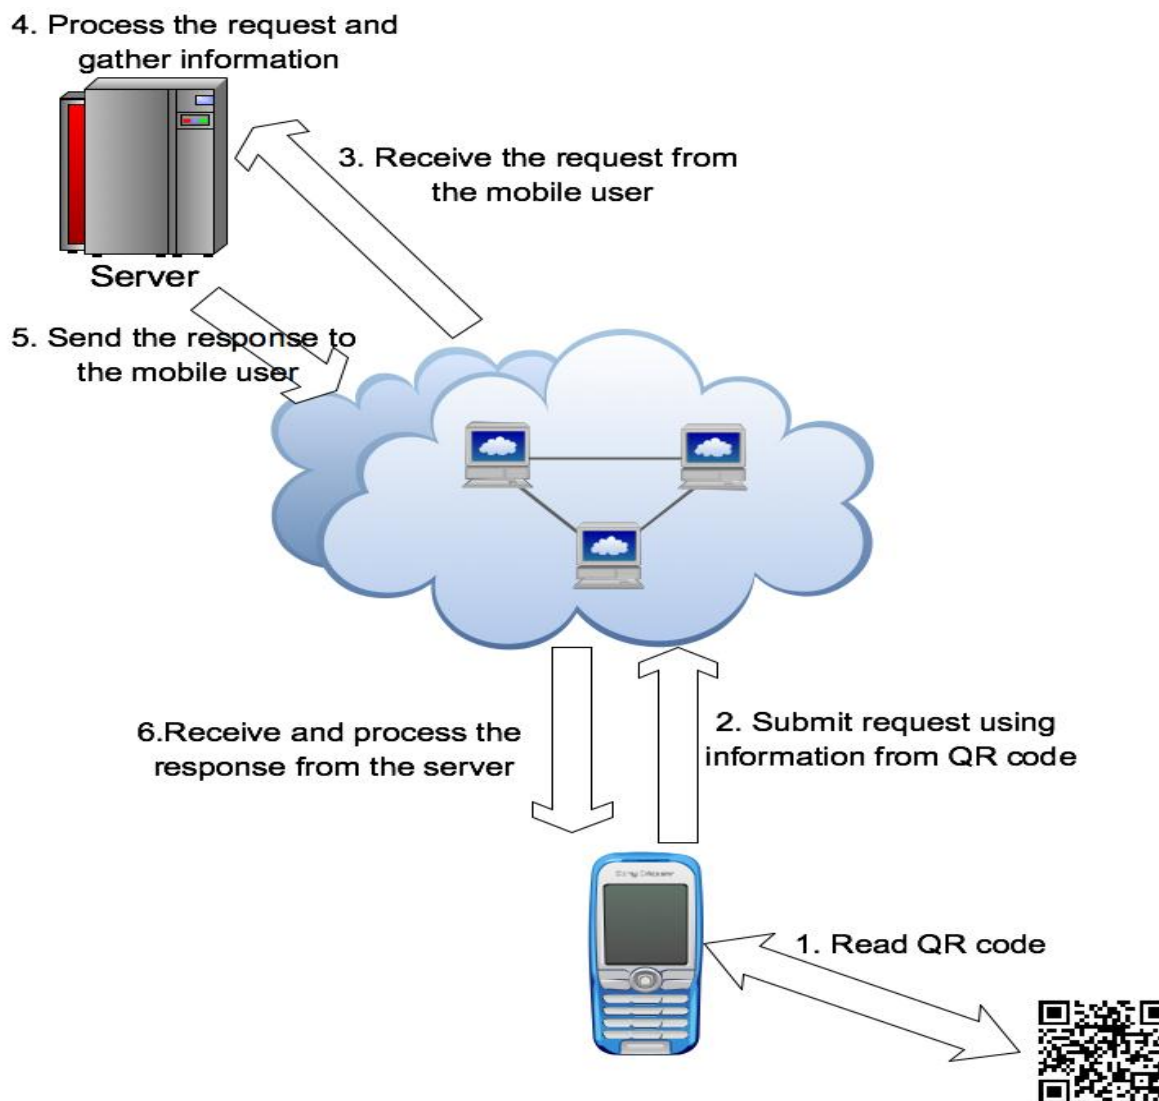 4. Process the request and
gather information
3. Receive the request from
the mobile user
Server
5. Send the response to
the mobile user
6.Receive and process the
response from the server
2. Submit request using
information from QR code
Sony Ericsson
1. Read QR code